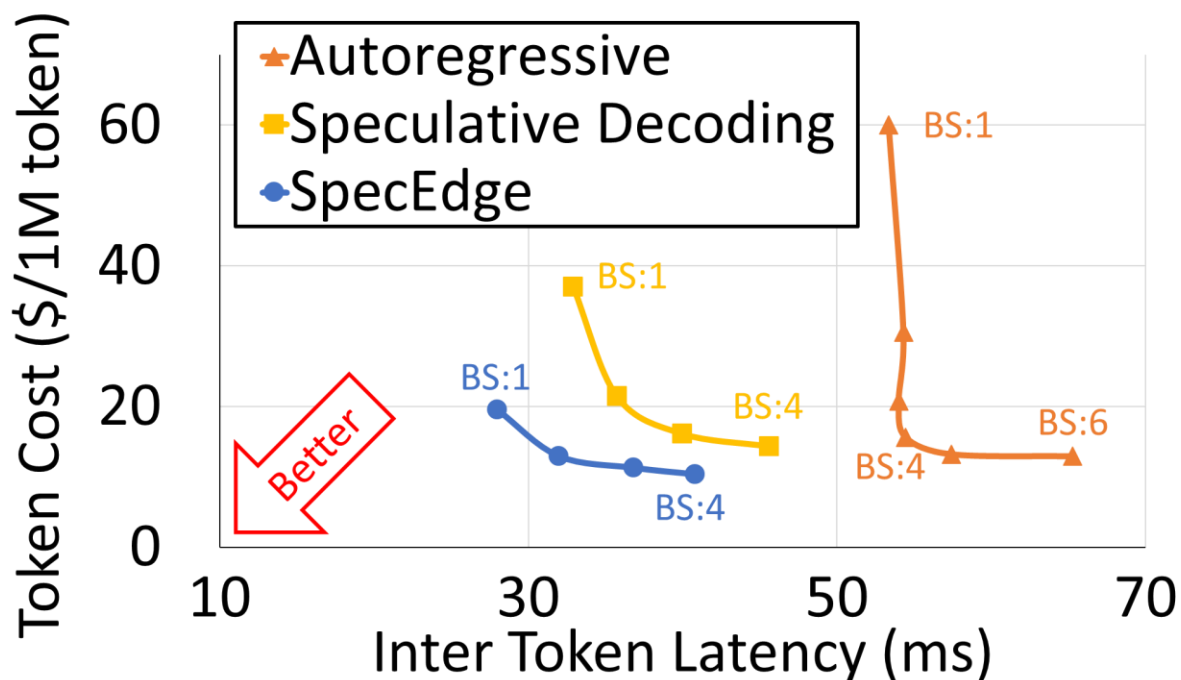 Autoregressive
Speculative Decoding
SpecEdge
Token Cost ($/1M token)
60
40
20
0
BS:1
BS:1
BS:1
BS:4
BS:6
BS:4
BS:4
Better
10 30 50 70
Inter Token Latency (ms)